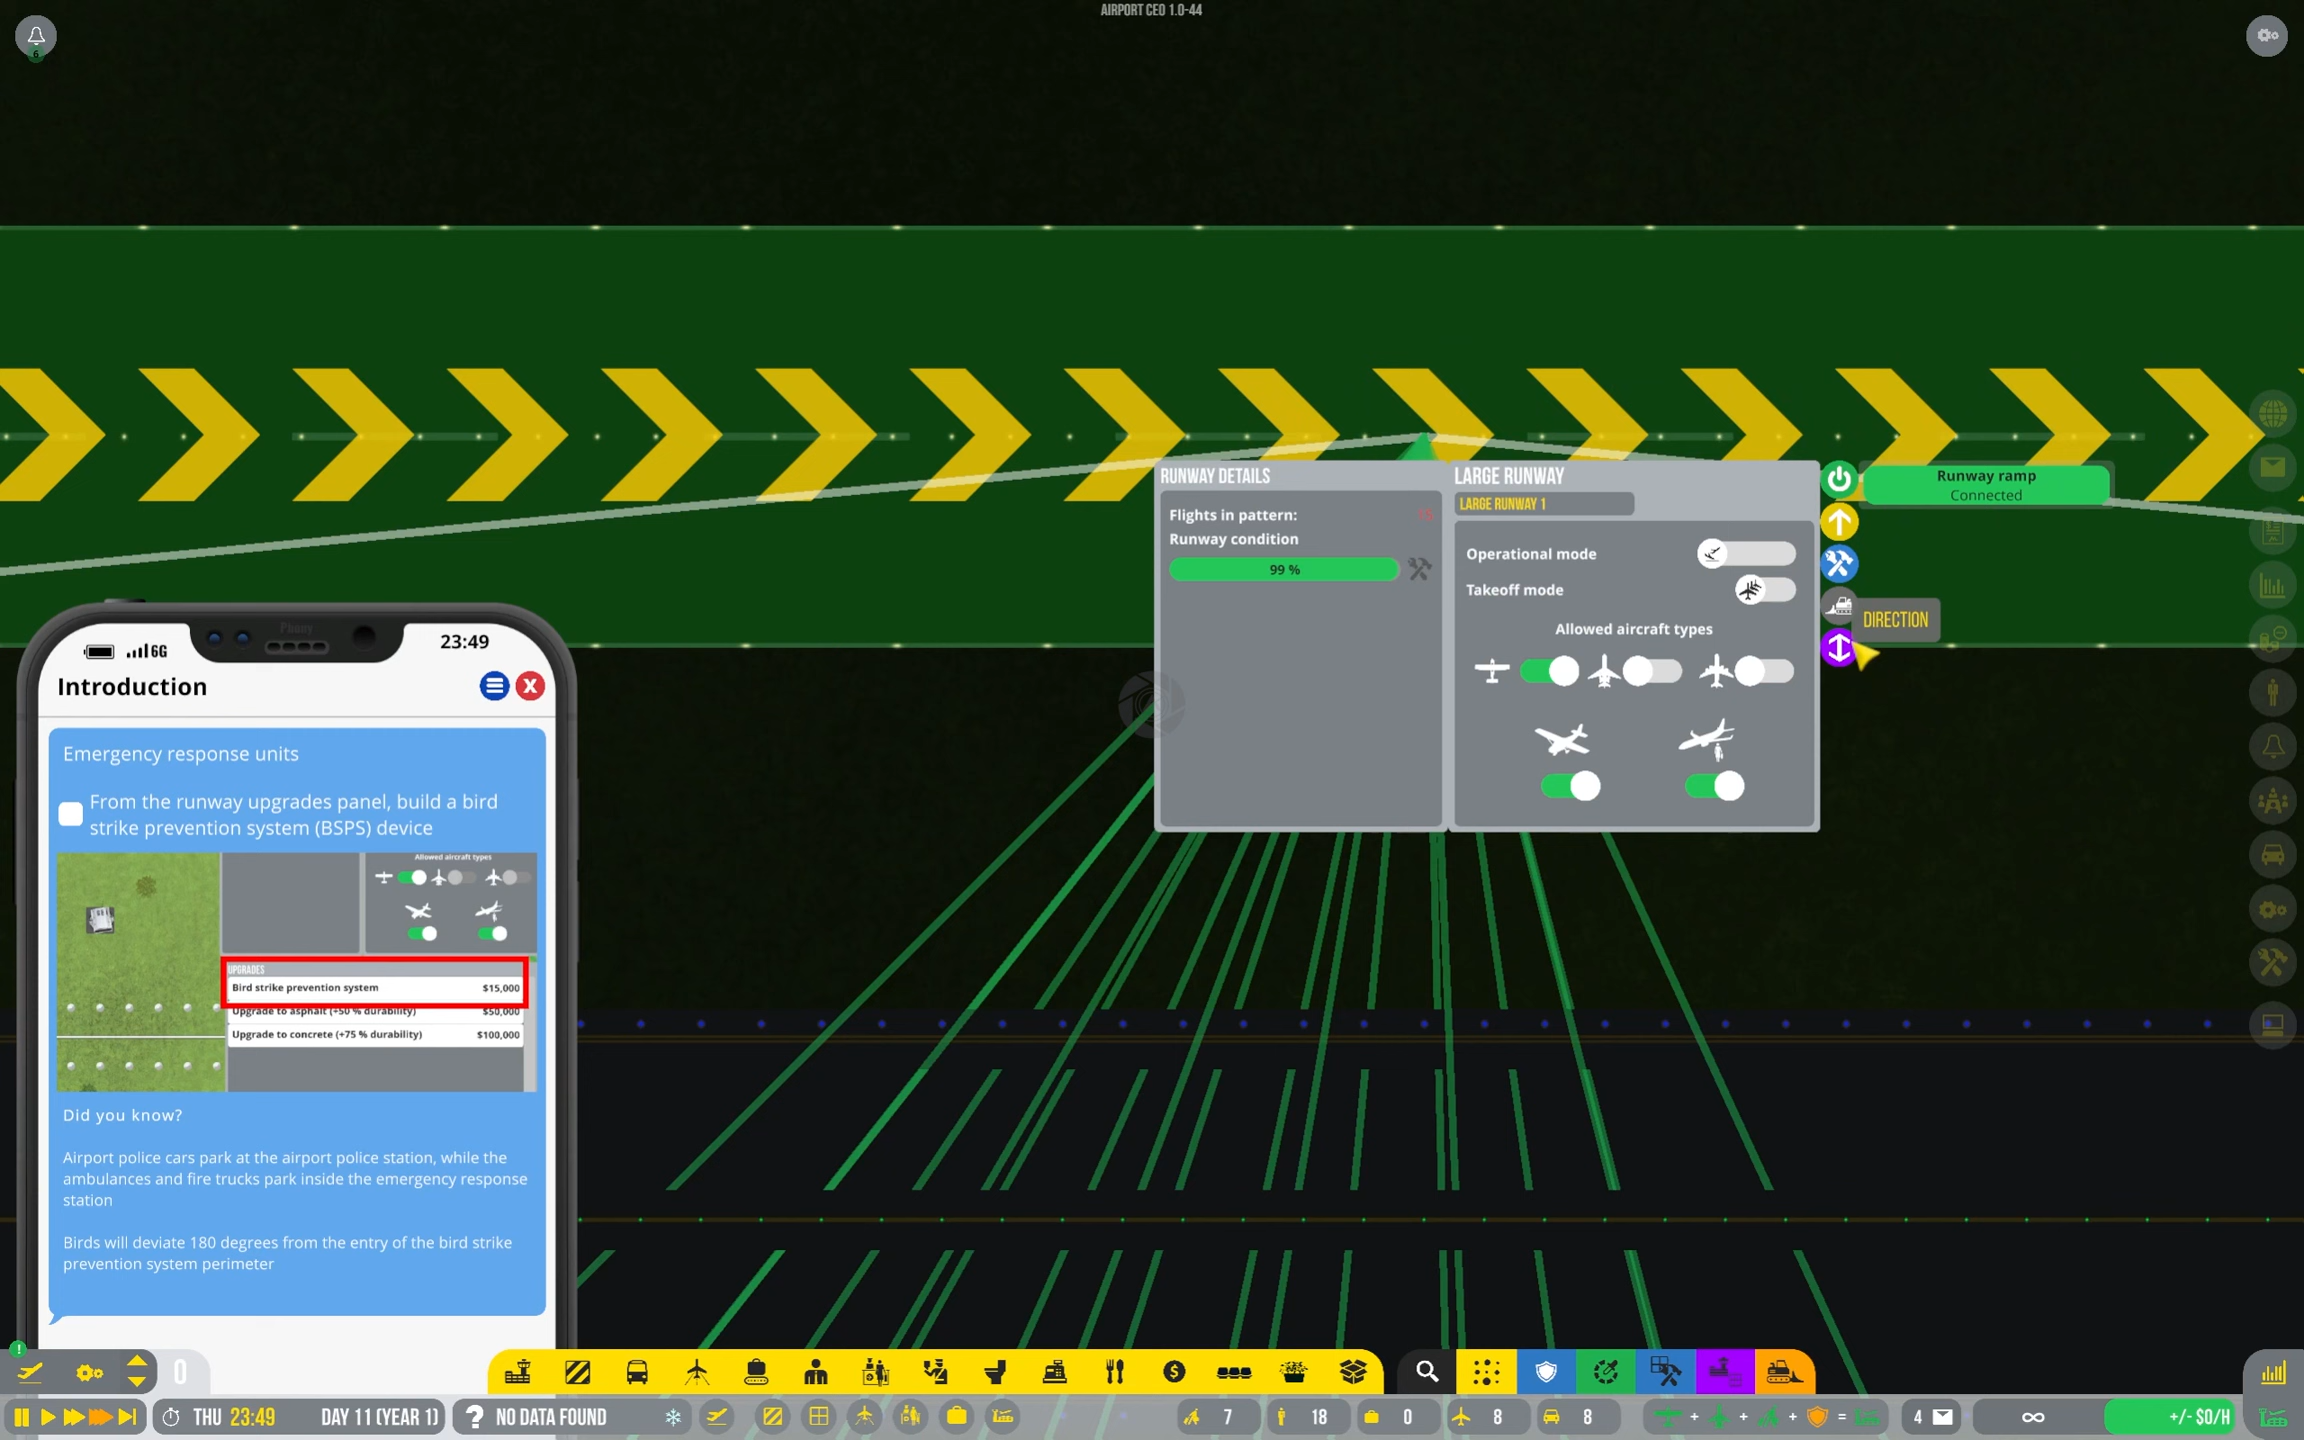 AIRPORT CEO 1.0-44
6
RUNWAY DETAILS
Flights in pattern:
Runway condition
99 %
LARGE RUNWAY
LARGE RUNWAY 1
Operational mode
Takeoff mode
Allowed aircraft types
Runway ramp
Connected
DIRECTION
6G
Phony
23:49
Introduction
X
Emergency response units
From the runway upgrades panel, build a bird
strike prevention system (BSPS) device
Allowed aircraft types
UPGRADES
Bird strike prevention system $15,000
Upgrade to asphalt (+50 % durability) $50,000
Upgrade to concrete (+75 % durability) $100,000
Did you know?
Airport police cars park at the airport police station, while the
ambulances and fire trucks park inside the emergency response
station
Birds will deviate 180 degrees from the entry of the bird strike
prevention system perimeter
!
0
THU 23:49 DAY 11 (YEAR 1)
? NO DATA FOUND
7
18
0
8
8
+ + + =
4
∞
+/- $0/H